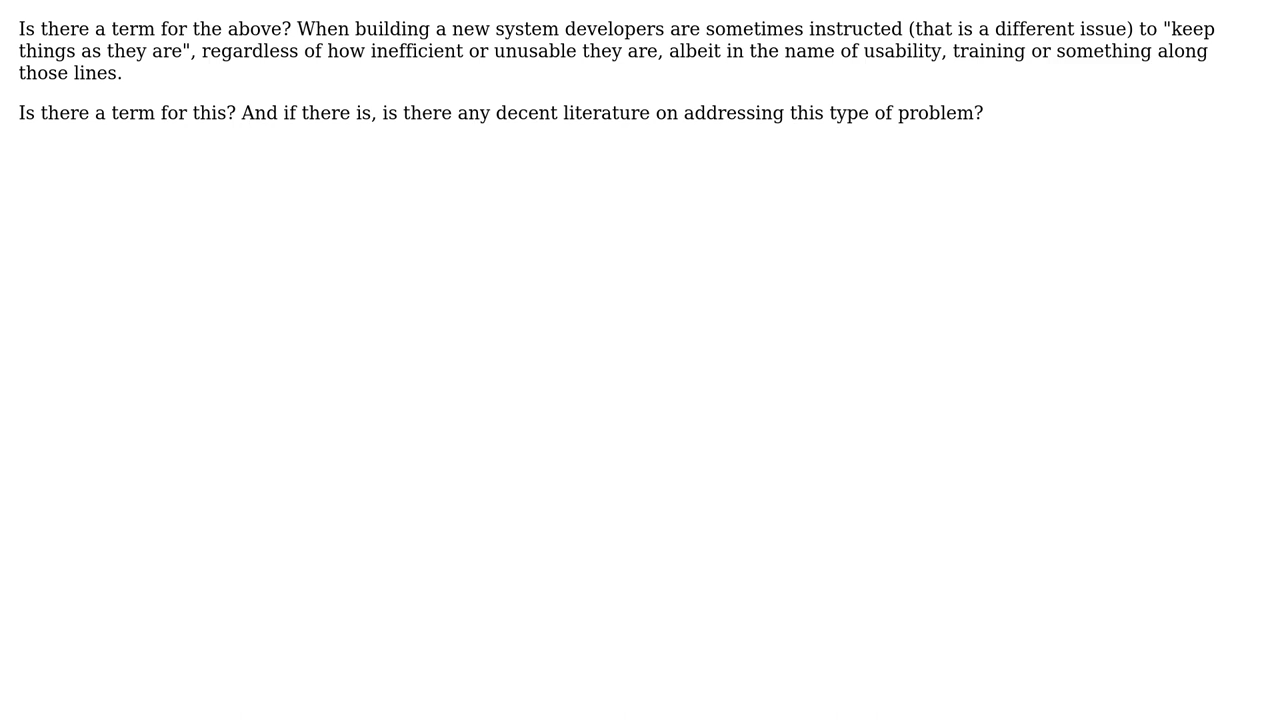 Is there a term for the above? When building a new system developers are sometimes instructed (that is a different issue) to "keep
things as they are", regardless of how inefficient or unusable they are, albeit in the name of usability, training or something along
those lines.
Is there a term for this? And if there is, is there any decent literature on addressing this type of problem?